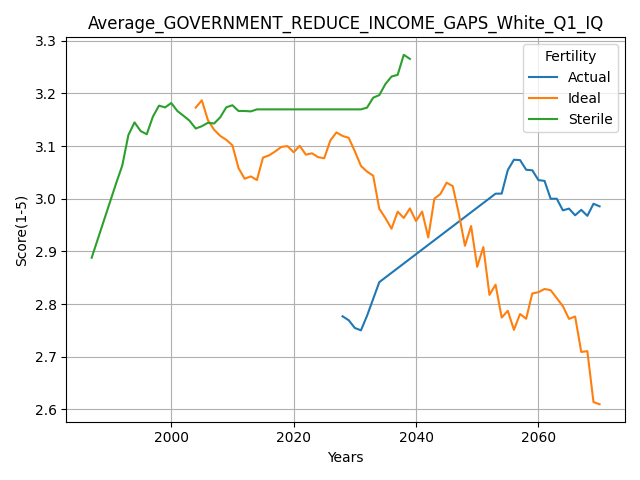 Average_GOVERNMENT_REDUCE_INCOME_GAPS_White_Q1_IQ
3.3
3.2
3.1
3.0
2.9
2.8
2.7
2.6
Score(1-5)
Fertility
Actual
Ideal
Sterile
2000
2020
2040
2060
Years